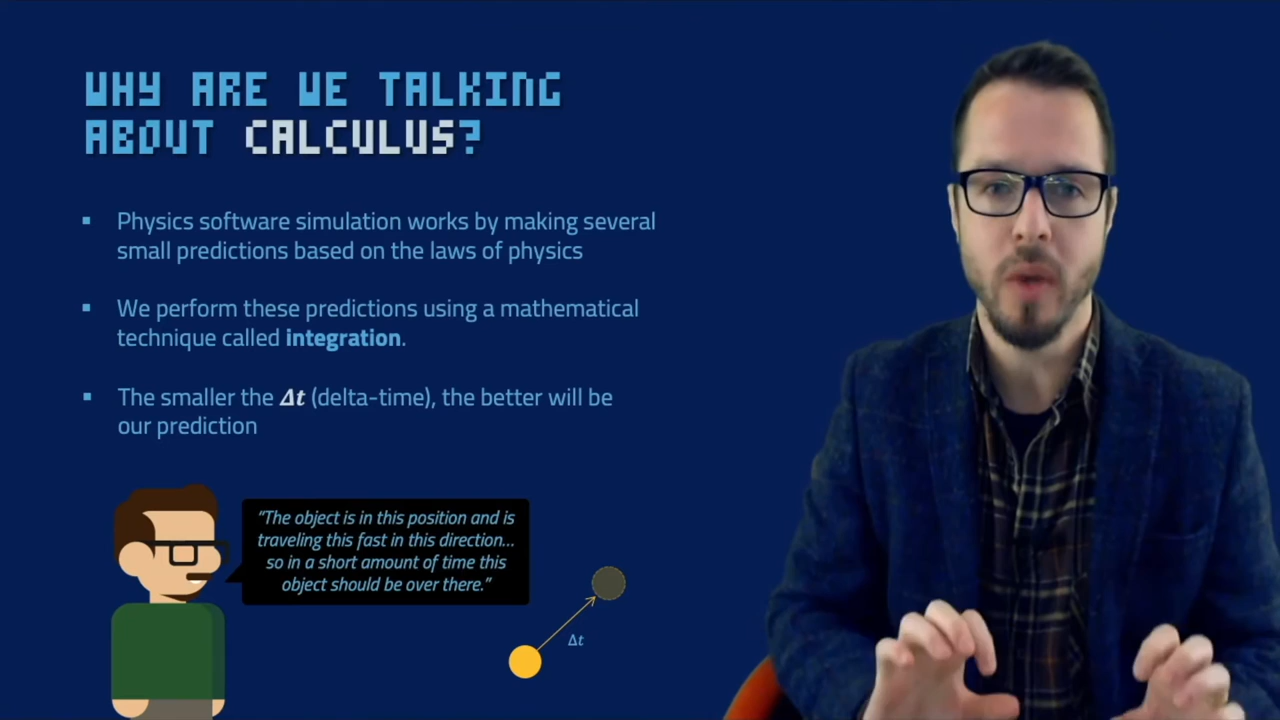 WHY ARE WE TALKING
ABOUT CALCULUS?
▪ Physics software simulation works by making several
small predictions based on the laws of physics
▪ We perform these predictions using a mathematical
technique called integration.
▪ The smaller the Δt (delta-time), the better will be
our prediction
"The object is in this position and is
traveling this fast in this direction...
so in a short amount of time this
object should be over there."
Δt